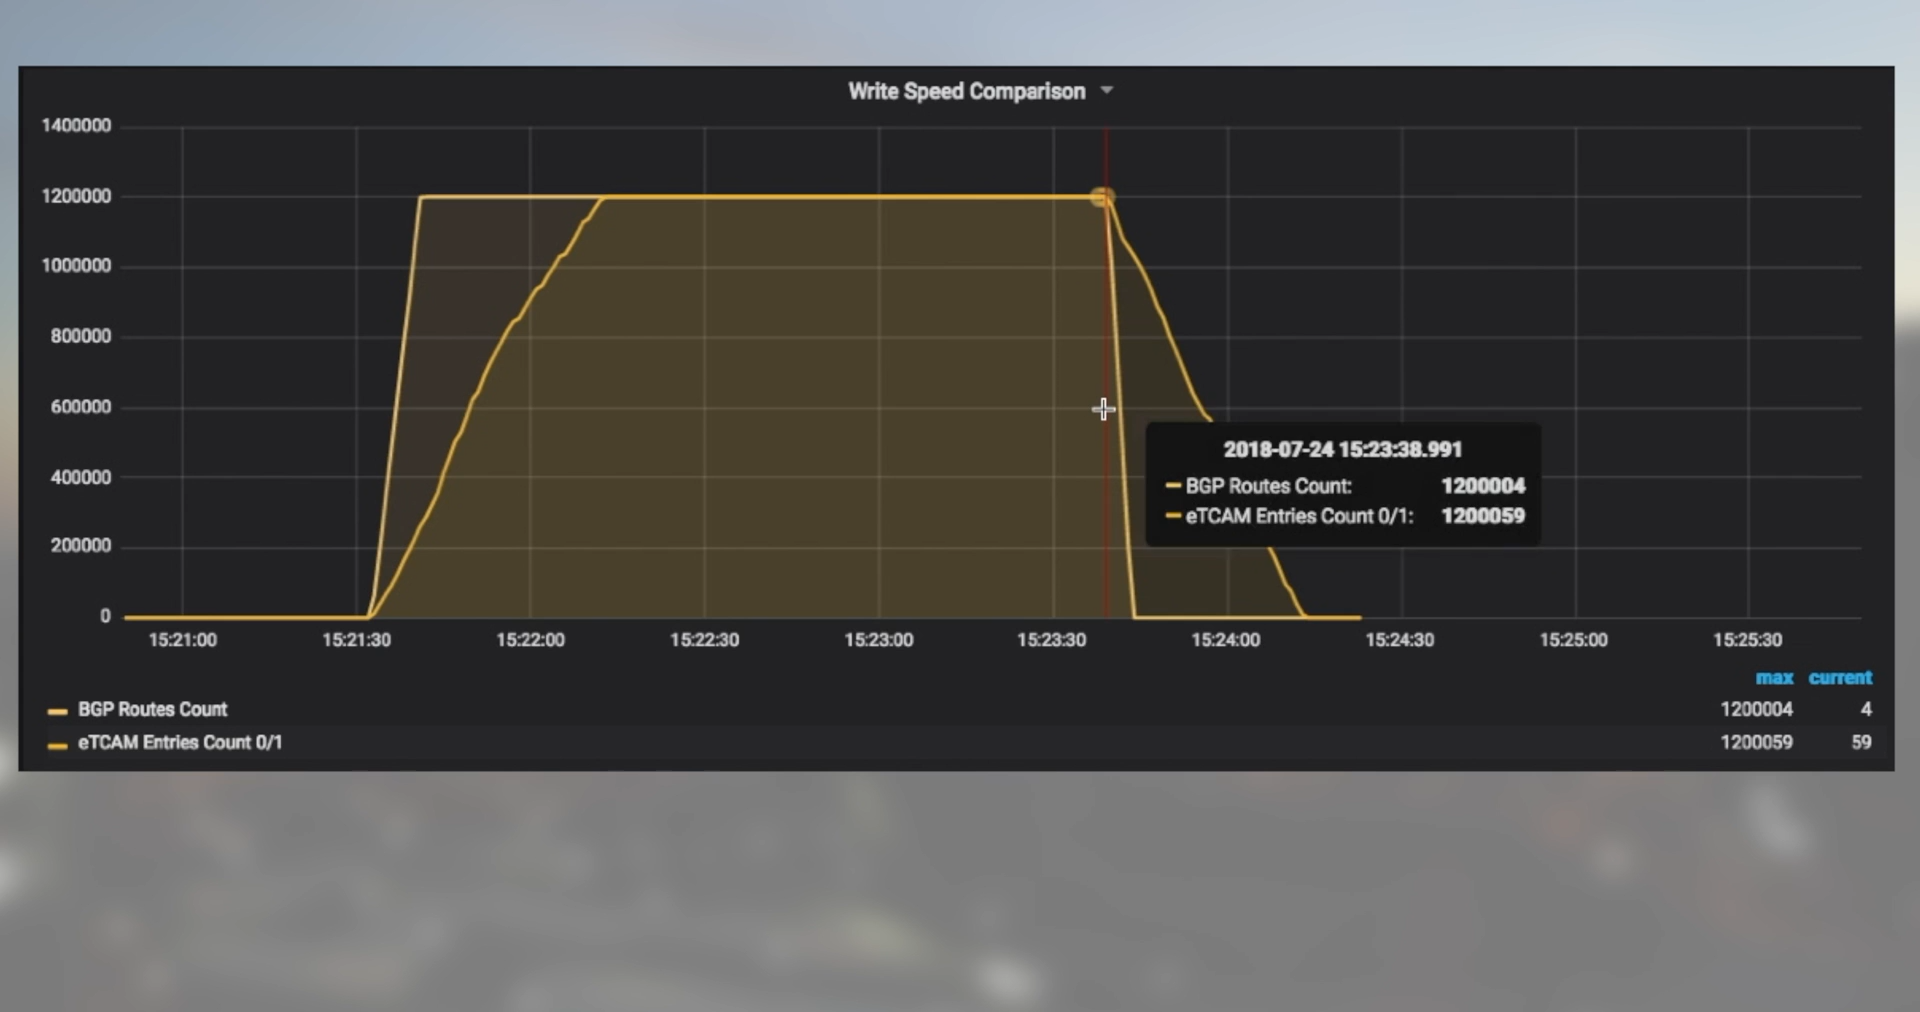 Write Speed Comparison
1400000
1200000
1000000
800000
600000
400000
200000
0
2018-07-24 15:23:38.991
BGP Routes Count: 1200004
eTCAM Entries Count 0/1: 1200059
15:21:00 15:21:30 15:22:00 15:22:30 15:23:00 15:23:30 15:24:00 15:24:30 15:25:00 15:25:30
max current
BGP Routes Count 1200004 4
eTCAM Entries Count 0/1 1200059 59